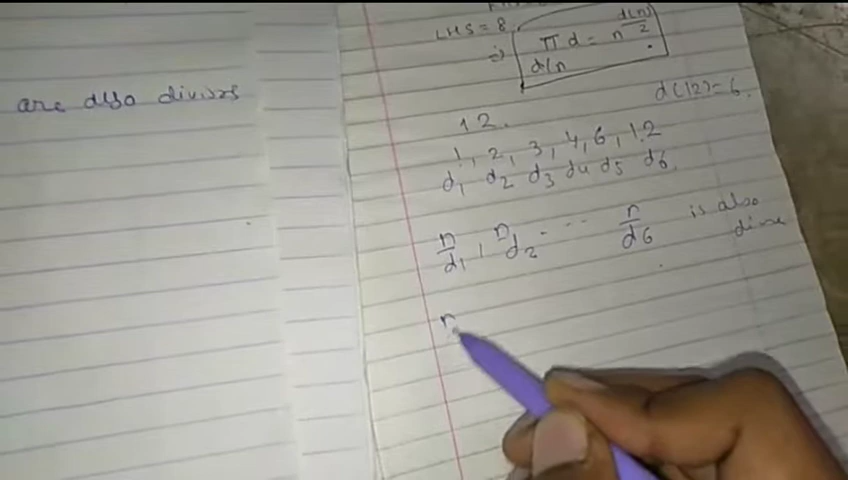 are also divisors
LHS = 8
⇒ π d = n^(d(n)/2)
d|n
12.
d(12) = 6.
1, 2, 3, 4, 6, 12
d1 d2 d3 d4 d5 d6.
n/d1, n/d2 - - - - n/d6 is also
n